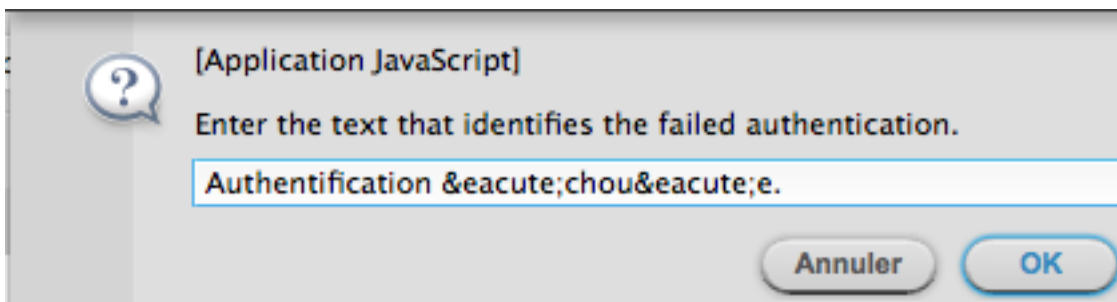 [Application JavaScript]
Enter the text that identifies the failed authentication.
Authentification &eacute;chou&eacute;e.
Annuler OK